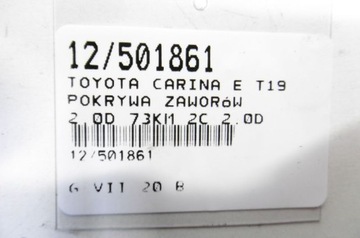 12/501861
TOYOTA CARINA E T19
POKRYWA ZAWORóW
2.0D 73KM 2C 2.0D
12/501861
G VII 20 B